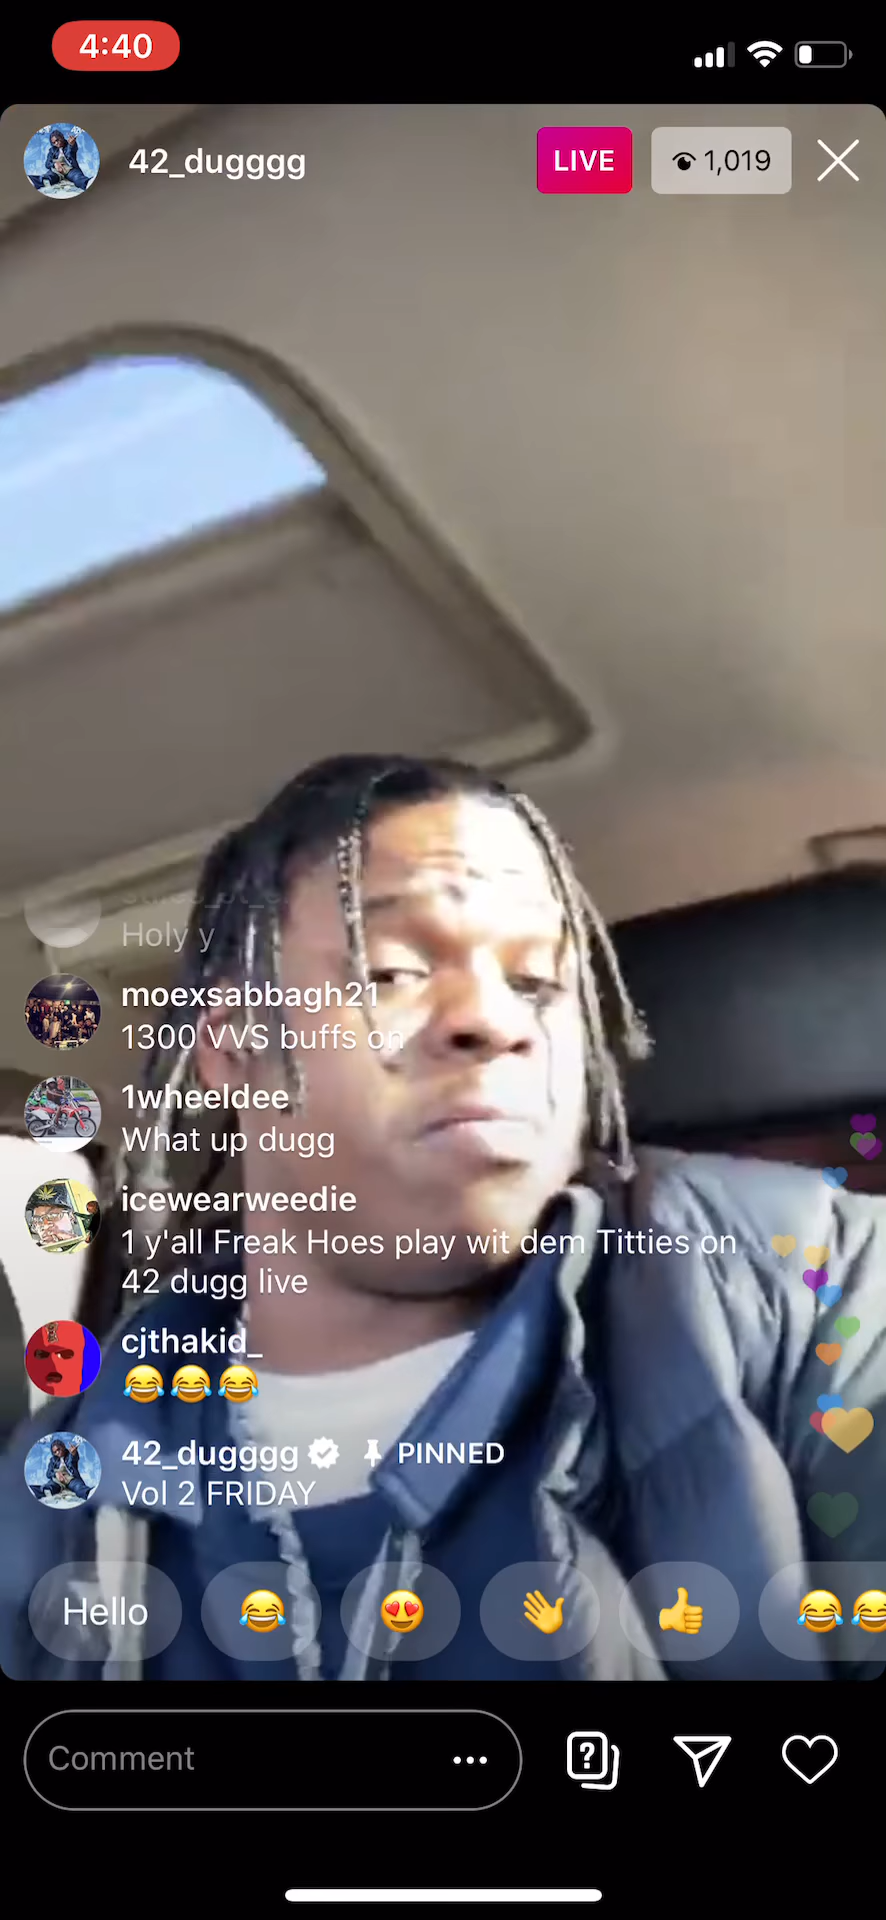 4:40
42_dugggg
LIVE
1,019
Holy y
moexsabbagh21
1300 VVS buffs on
1wheeldee
What up dugg
icewearweedie
1 y'all Freak Hoes play wit dem Titties on
42 dugg live
cjthakid_
😂😂😂
42_dugggg PINNED
Vol 2 FRIDAY
Hello 😂 😍 👋 👍 😂😂
Comment